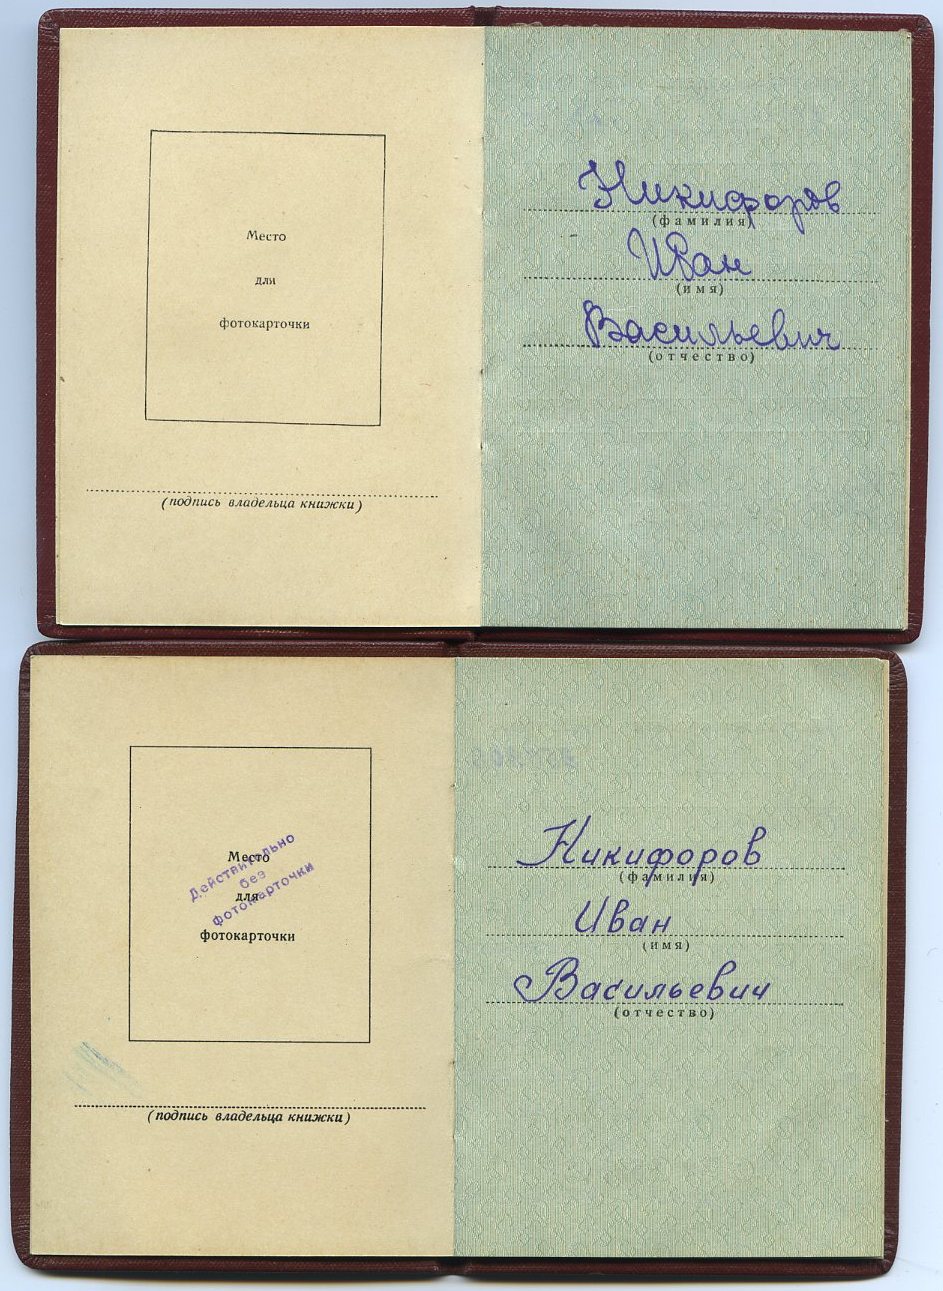 Место
для
фотокарточки
(подпись владельца книжки)
Никифоров
(фамилия)
Иван
(имя)
Васильевич
(отчество)
Место
для
фотокарточки
Действительно
без
фотокарточки
(подпись владельца книжки)
Никифоров
(фамилия)
Иван
(имя)
Васильевич
(отчество)